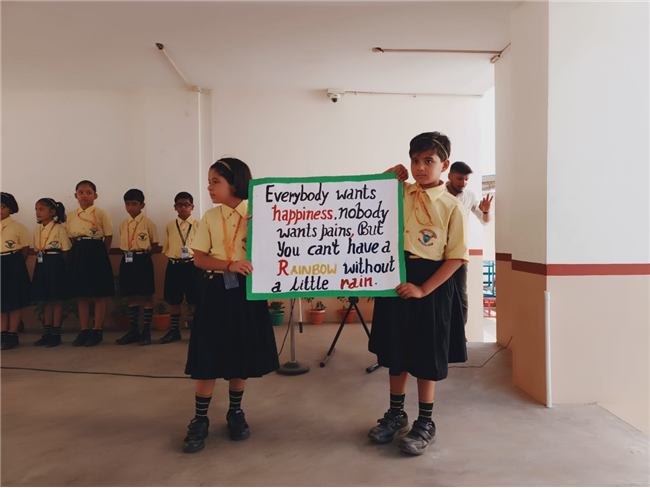 Everybody wants
happiness, nobody
wants pains, But
You can't have a
RAINBOW without
a little rain.